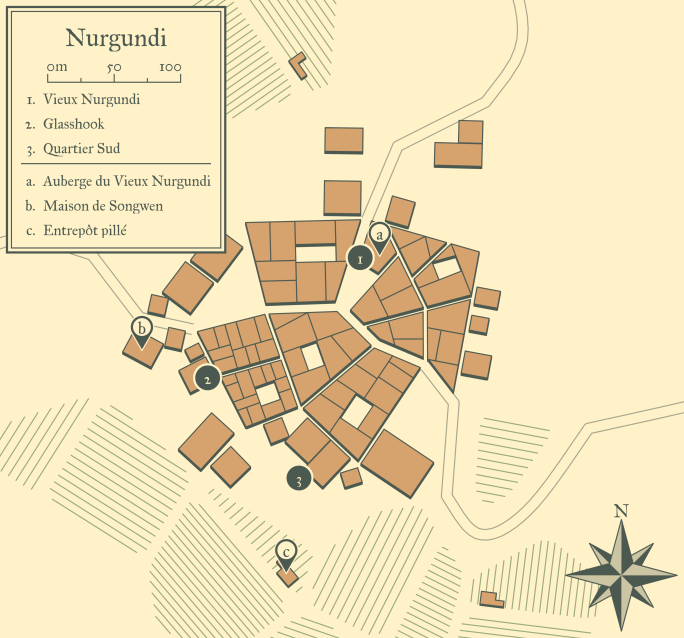 Nurgundi
0m 50 100
1. Vieux Nurgundi
2. Glasshook
3. Quartier Sud
a. Auberge du Vieux Nurgundi
b. Maison de Songwen
c. Entrepôt pillé
a
1
b
2
3
c
N